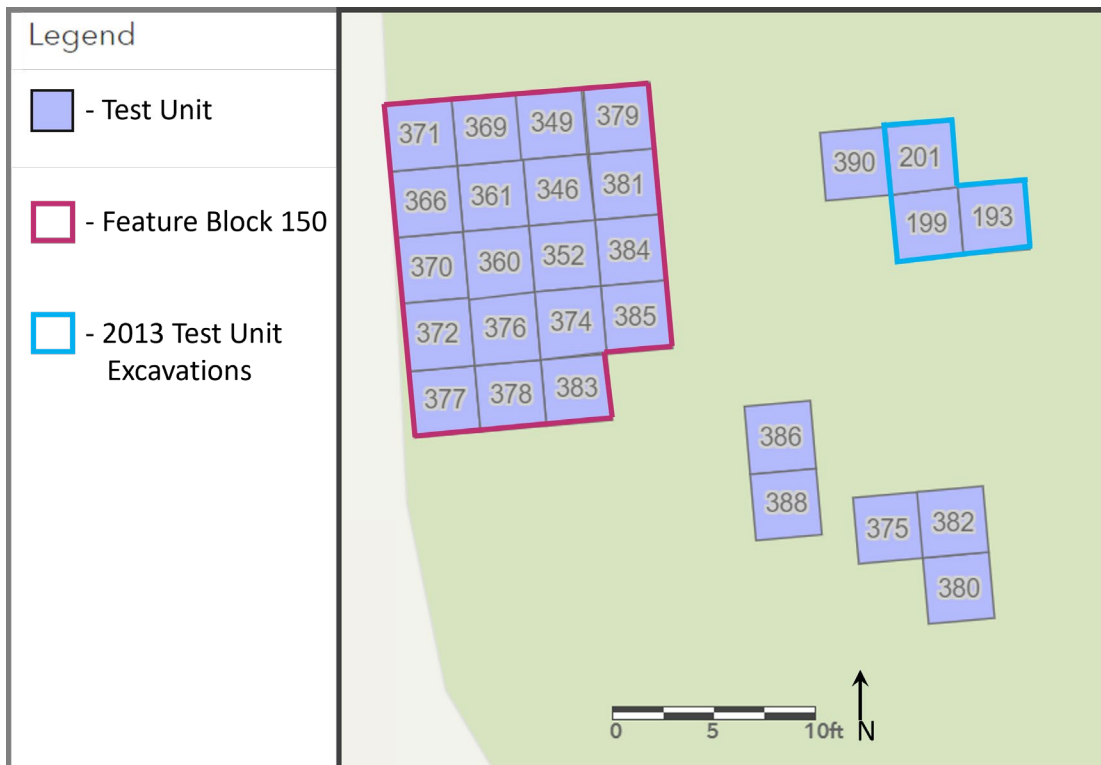 Legend
- Test Unit
- Feature Block 150
- 2013 Test Unit
Excavations
371 369 349 379
366 361 346 381
370 360 352 384
372 376 374 385
377 378 383
390 201
199 193
386
388
375 382
380
0 5 10ft N